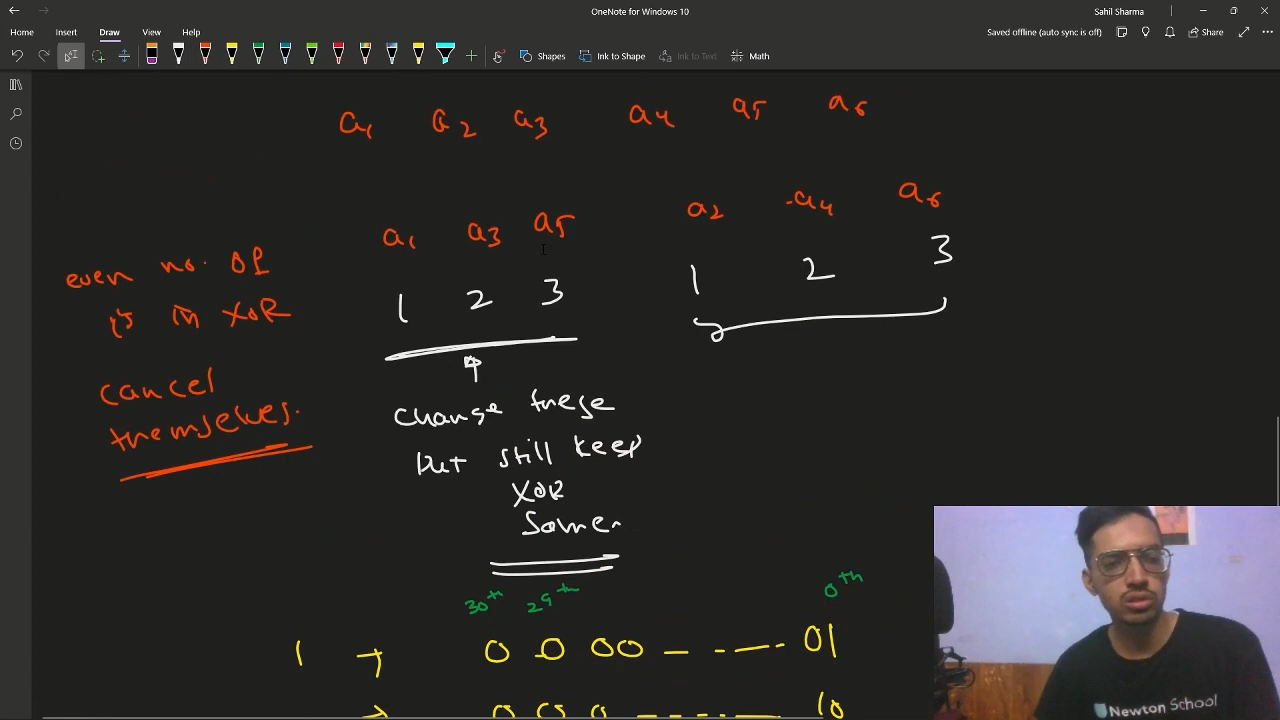 OneNote for Windows 10
Sahil Sharma
Home Insert Draw View Help
Saved offline (auto sync is off)
Share
Shapes
Ink to Shape
Ink to Text
Math
a1 a2 a3 a4 a5 a6
a1 a3 a5 a2 a4 a6
1 2 3 1 2 3
even no. of
1's in XOR
cancel
themselves.
change these
but still keep
XOR
Same
30th 29th 0th
1 → 0 0 00 01
→ 0 0 0 10
Newton School